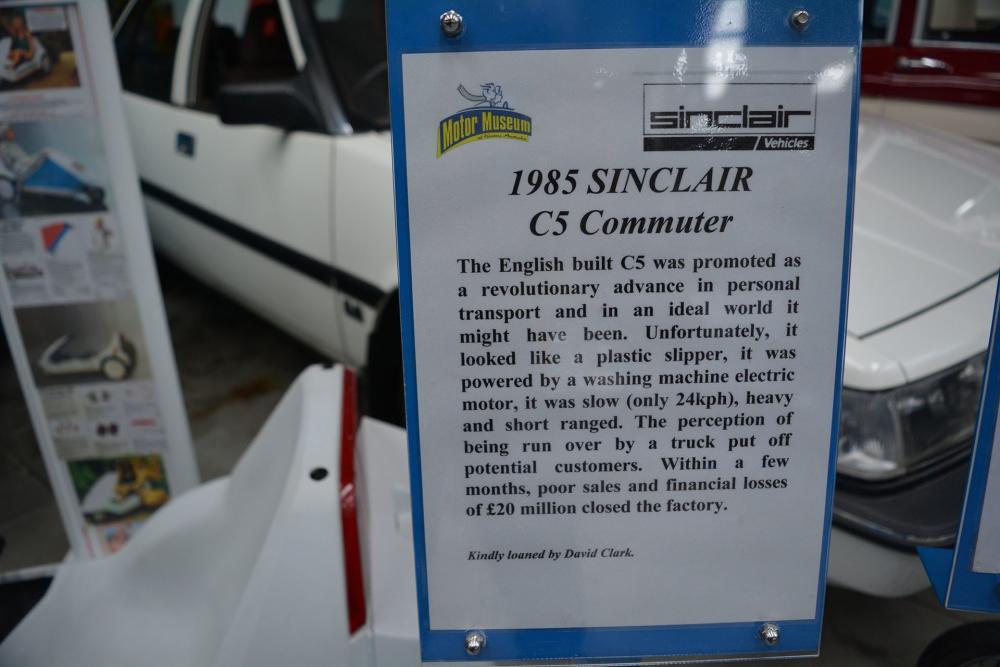 Motor Museum
sinclair
Vehicles
1985 SINCLAIR
C5 Commuter
The English built C5 was promoted as
a revolutionary advance in personal
transport and in an ideal world it
might have been. Unfortunately, it
looked like a plastic slipper, it was
powered by a washing machine electric
motor, it was slow (only 24kph), heavy
and short ranged. The perception of
being run over by a truck put off
potential customers. Within a few
months, poor sales and financial losses
of £20 million closed the factory.
Kindly loaned by David Clark.